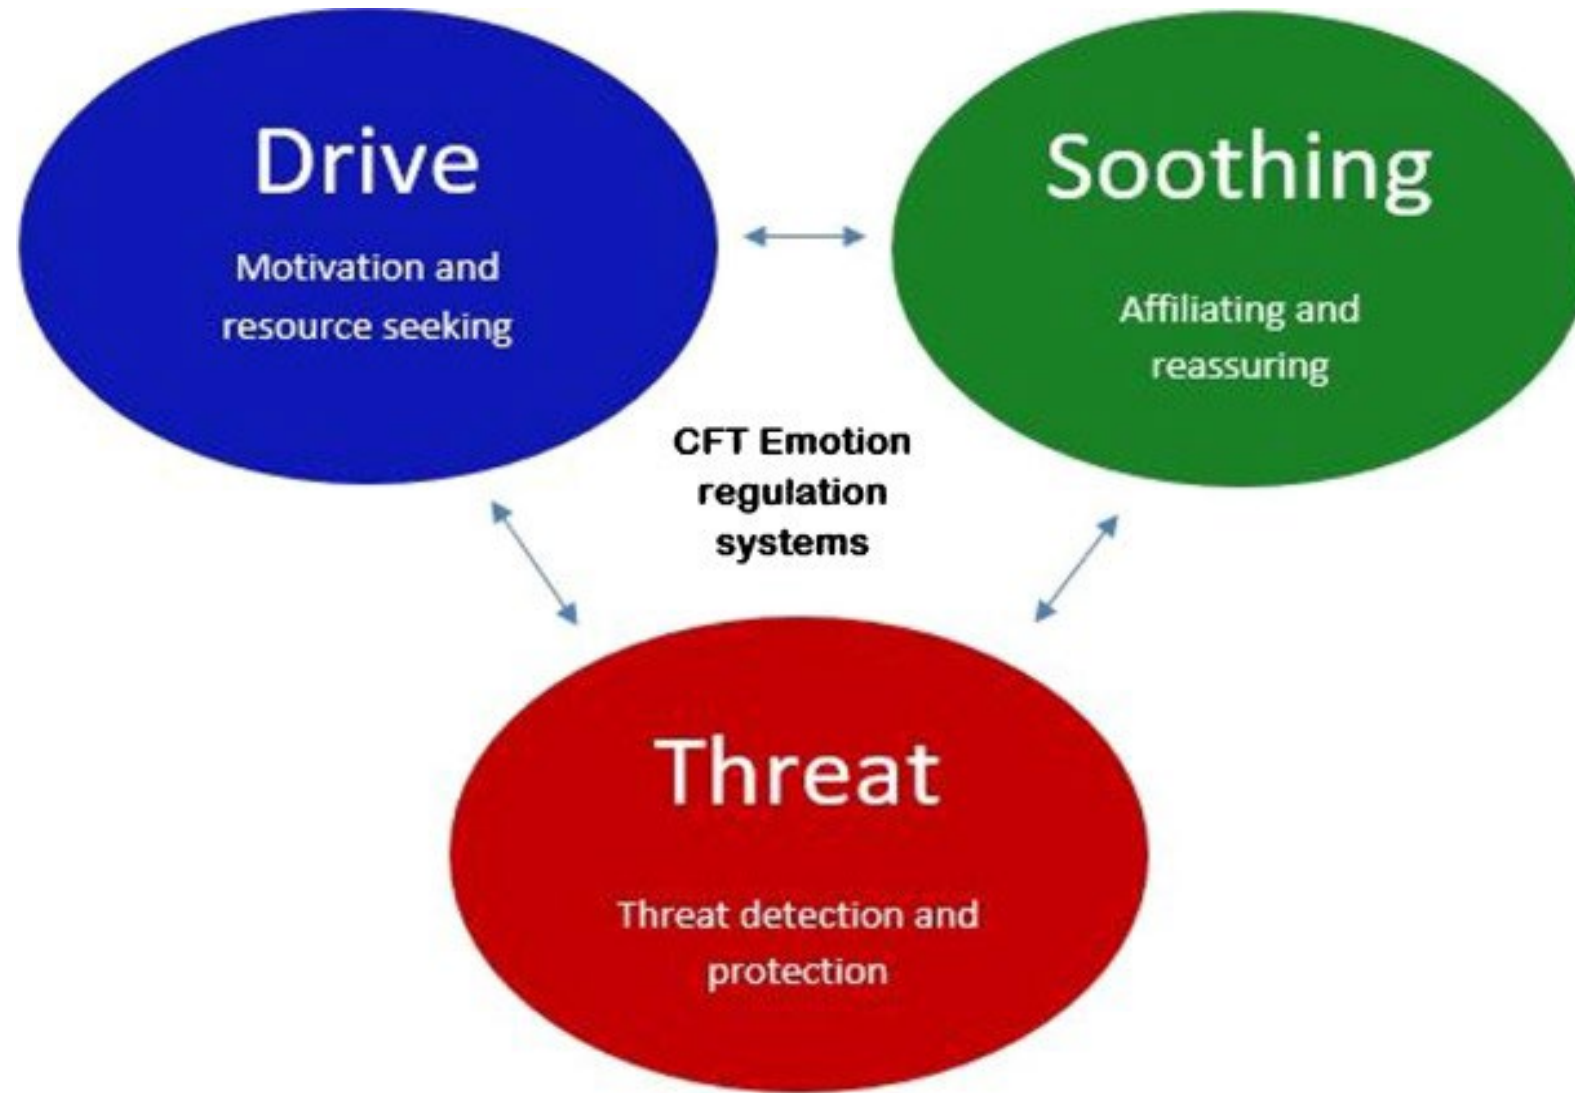 Drive
Motivation and
resource seeking
Soothing
Affiliating and
reassuring
CFT Emotion
regulation
systems
Threat
Threat detection and
protection